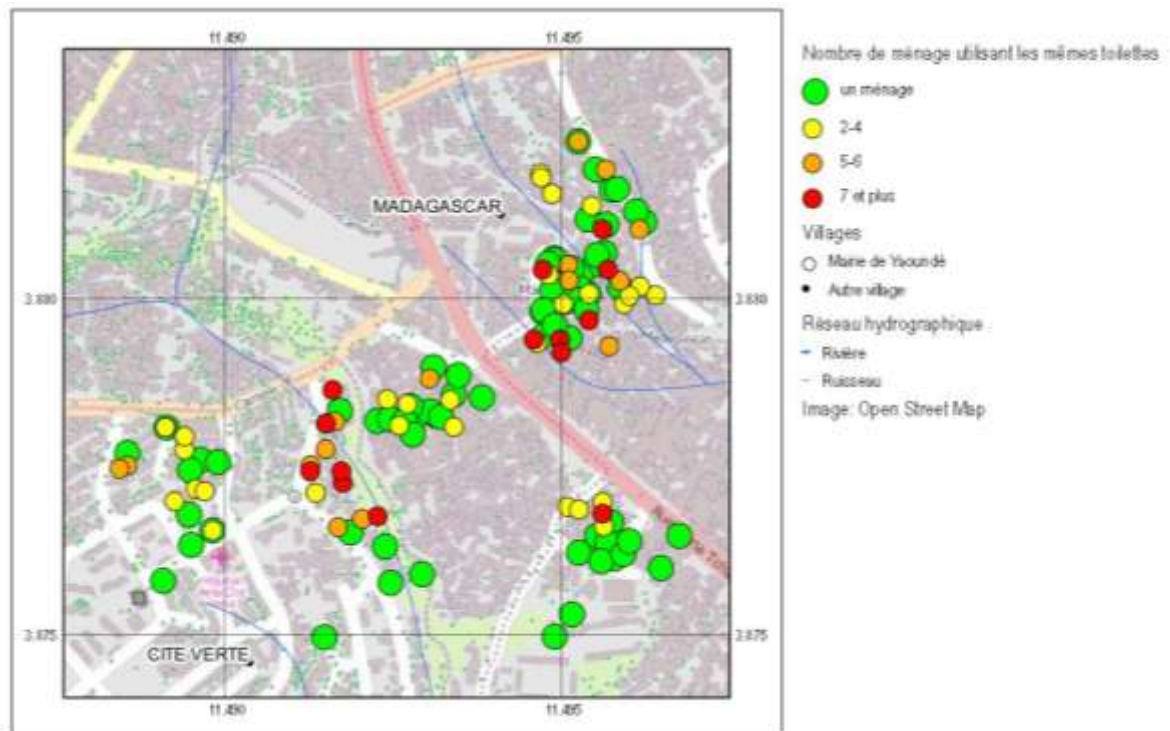 11.490 11.495
MADAGASCAR
3.880 3.880
3.875 3.875
CITE VERTE
11.490 11.495
Nombre de ménage utilisant les mêmes toilettes
un ménage
2-4
5-6
7 et plus
Villages
Mairie de Yaoundé
Autre village
Réseau hydrographique
Rivière
Ruisseau
Image: Open Street Map